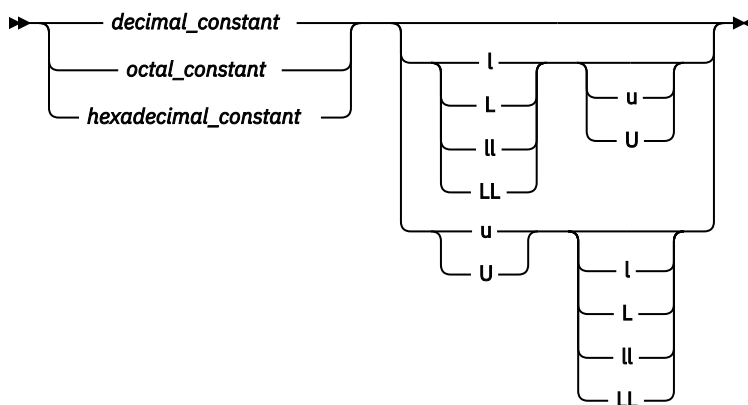 decimal_constant
octal_constant
hexadecimal_constant
l
L
ll
LL
u
U
u
U
l
L
ll
LL